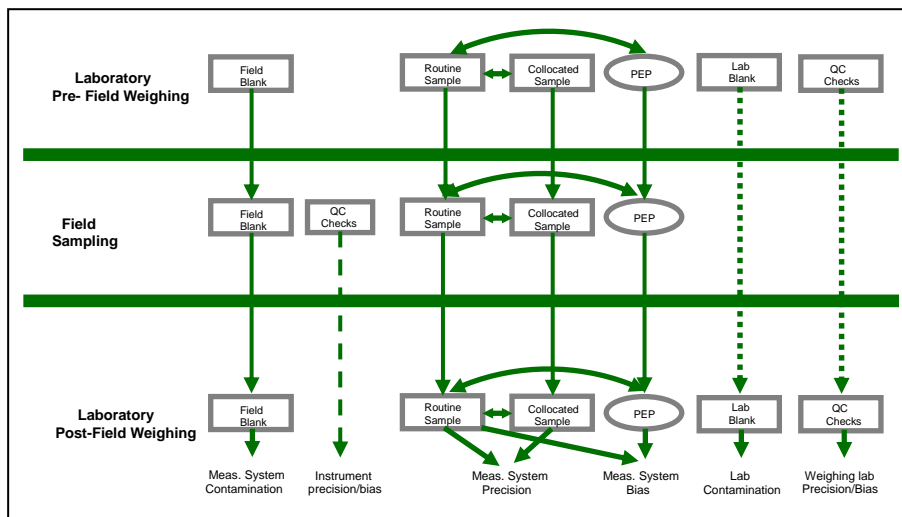 Laboratory
Pre- Field Weighing
Field
Blank
Routine
Sample
Collocated
Sample
PEP
Lab
Blank
QC
Checks
Field
Sampling
Field
Blank
QC
Checks
Routine
Sample
Collocated
Sample
PEP
Laboratory
Post-Field Weighing
Field
Blank
Routine
Sample
Collocated
Sample
PEP
Lab
Blank
QC
Checks
Meas. System
Contamination
Instrument
precision/bias
Meas. System
Precision
Meas. System
Bias
Lab
Contamination
Weighing lab
Precision/Bias